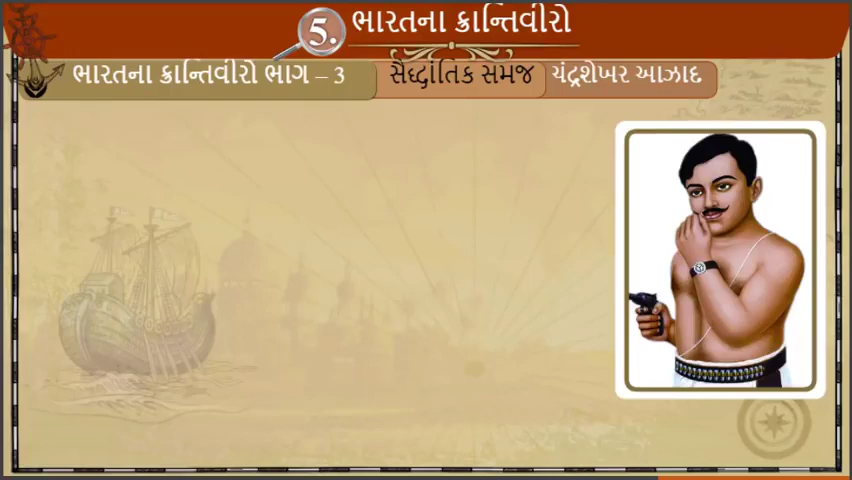 5. ભારતના ક્રાન્તિવીરો
ભારતના ક્રાન્તિવીરો ભાગ – 3 સૈદ્ધાંતિક સમજ ચંદ્રશેખર આઝાદ